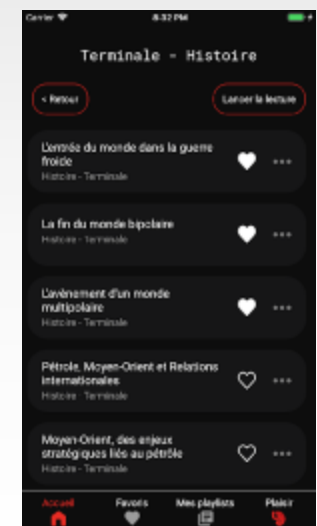 Carrier 8:32 PM
Terminale - Histoire
< Retour Lancer la lecture
L'entrée du monde dans la guerre
froide
Histoire - Terminale
La fin du monde bipolaire
Histoire - Terminale
L'avènement d'un monde
multipolaire
Histoire - Terminale
Pétrole, Moyen-Orient et Relations
internationales
Histoire - Terminale
Moyen-Orient, des enjeux
stratégiques liés au pétrôle
Histoire - Terminale
Accueil Favoris Mes playlists Plaisir